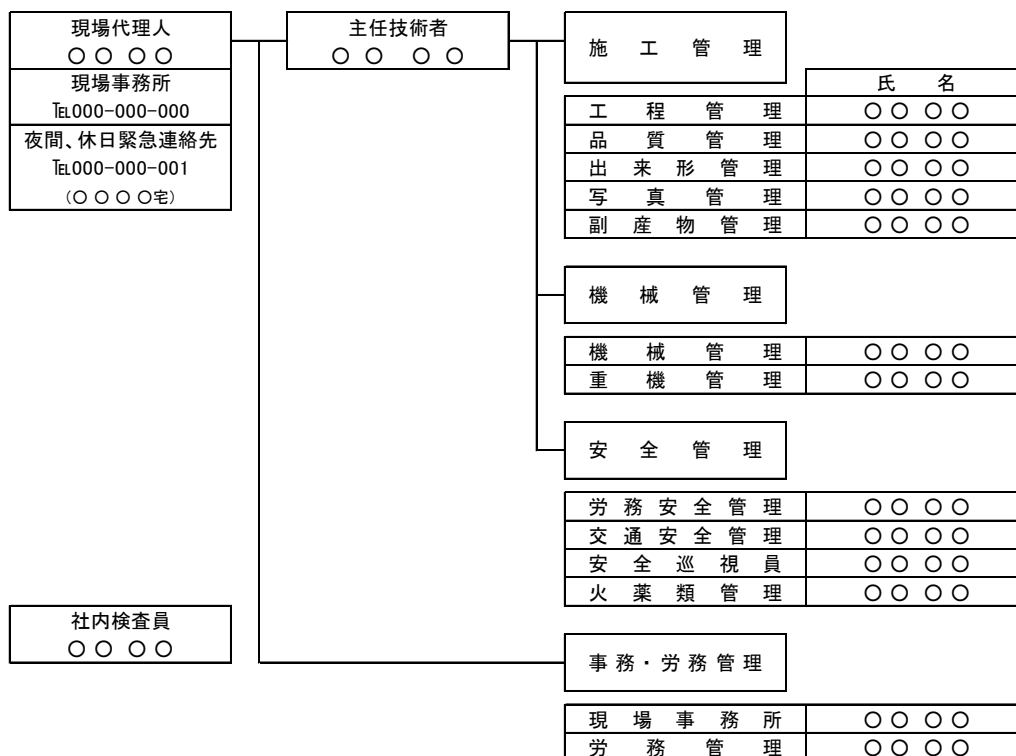 現場代理人
〇 〇 〇 〇
現場事務所
℡000-000-000
夜間、休日緊急連絡先
℡000-000-001
(〇 〇 〇 〇宅)
主任技術者
〇 〇 〇 〇
施 工 管 理
氏 名
工 程 管 理 〇 〇 〇 〇
品 質 管 理 〇 〇 〇 〇
出 来 形 管 理 〇 〇 〇 〇
写 真 管 理 〇 〇 〇 〇
副 産 物 管 理 〇 〇 〇 〇
機 械 管 理
機 械 管 理 〇 〇 〇 〇
重 機 管 理 〇 〇 〇 〇
安 全 管 理
労 務 安 全 管 理 〇 〇 〇 〇
交 通 安 全 管 理 〇 〇 〇 〇
安 全 巡 視 員 〇 〇 〇 〇
火 薬 類 管 理 〇 〇 〇 〇
社内検査員
〇 〇 〇 〇
事 務 ・ 労 務 管 理
現 場 事 務 所 〇 〇 〇 〇
労 務 管 理 〇 〇 〇 〇